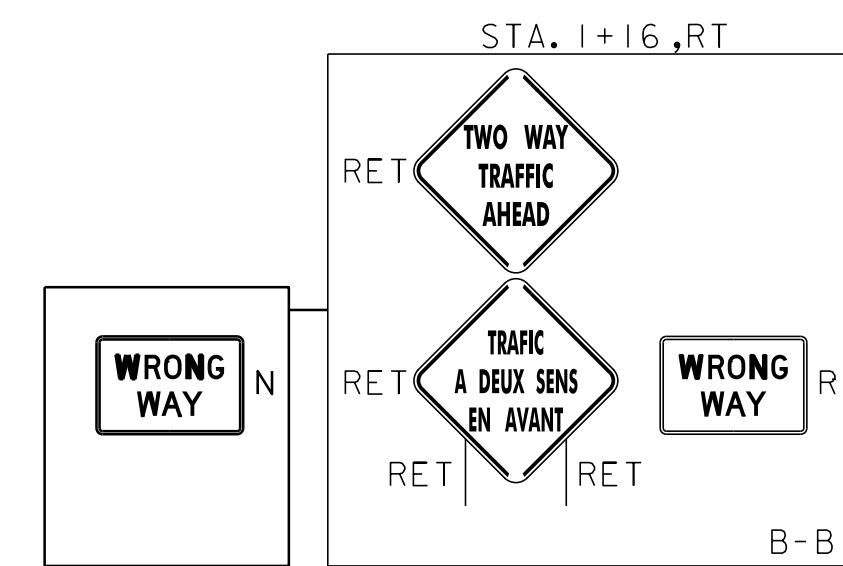 STA. 1+16,RT
RET
TWO WAY
TRAFFIC
AHEAD
WRONG
WAY
N
RET
TRAFIC
A DEUX SENS
EN AVANT
WRONG
WAY
R
RET
RET
B-B